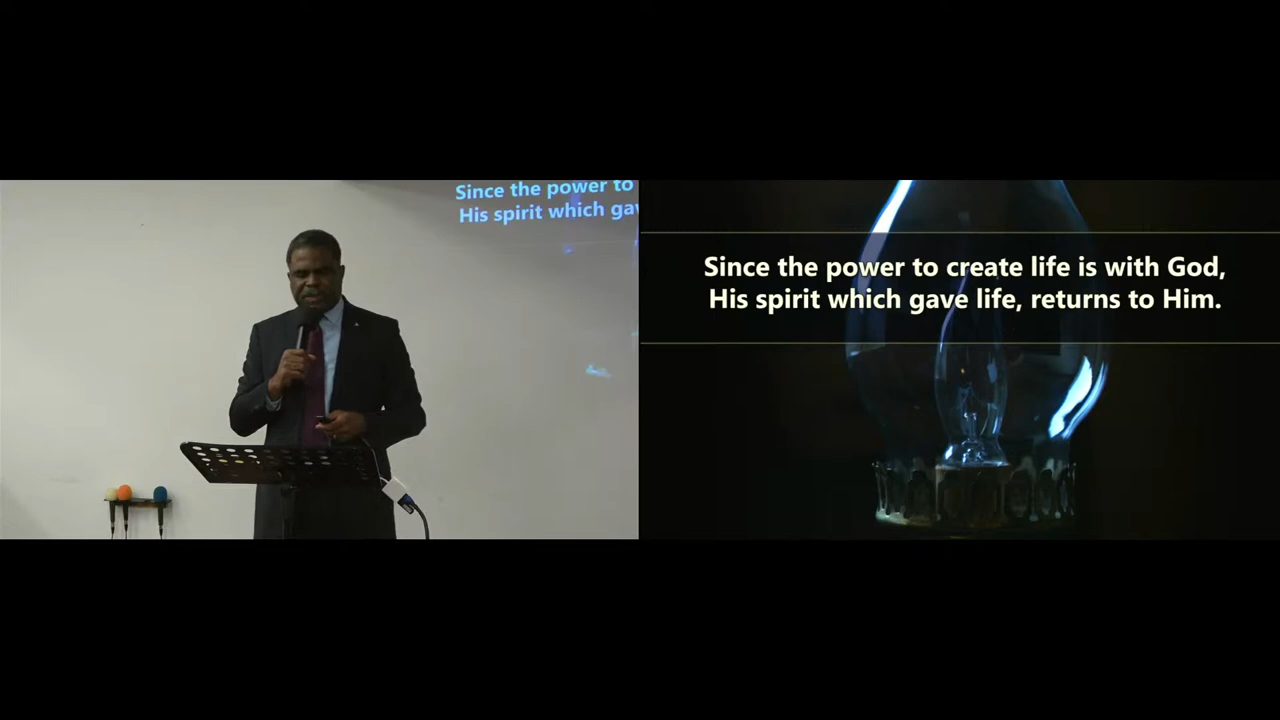 Since the power to
His spirit which gav
Since the power to create life is with God,
His spirit which gave life, returns to Him.